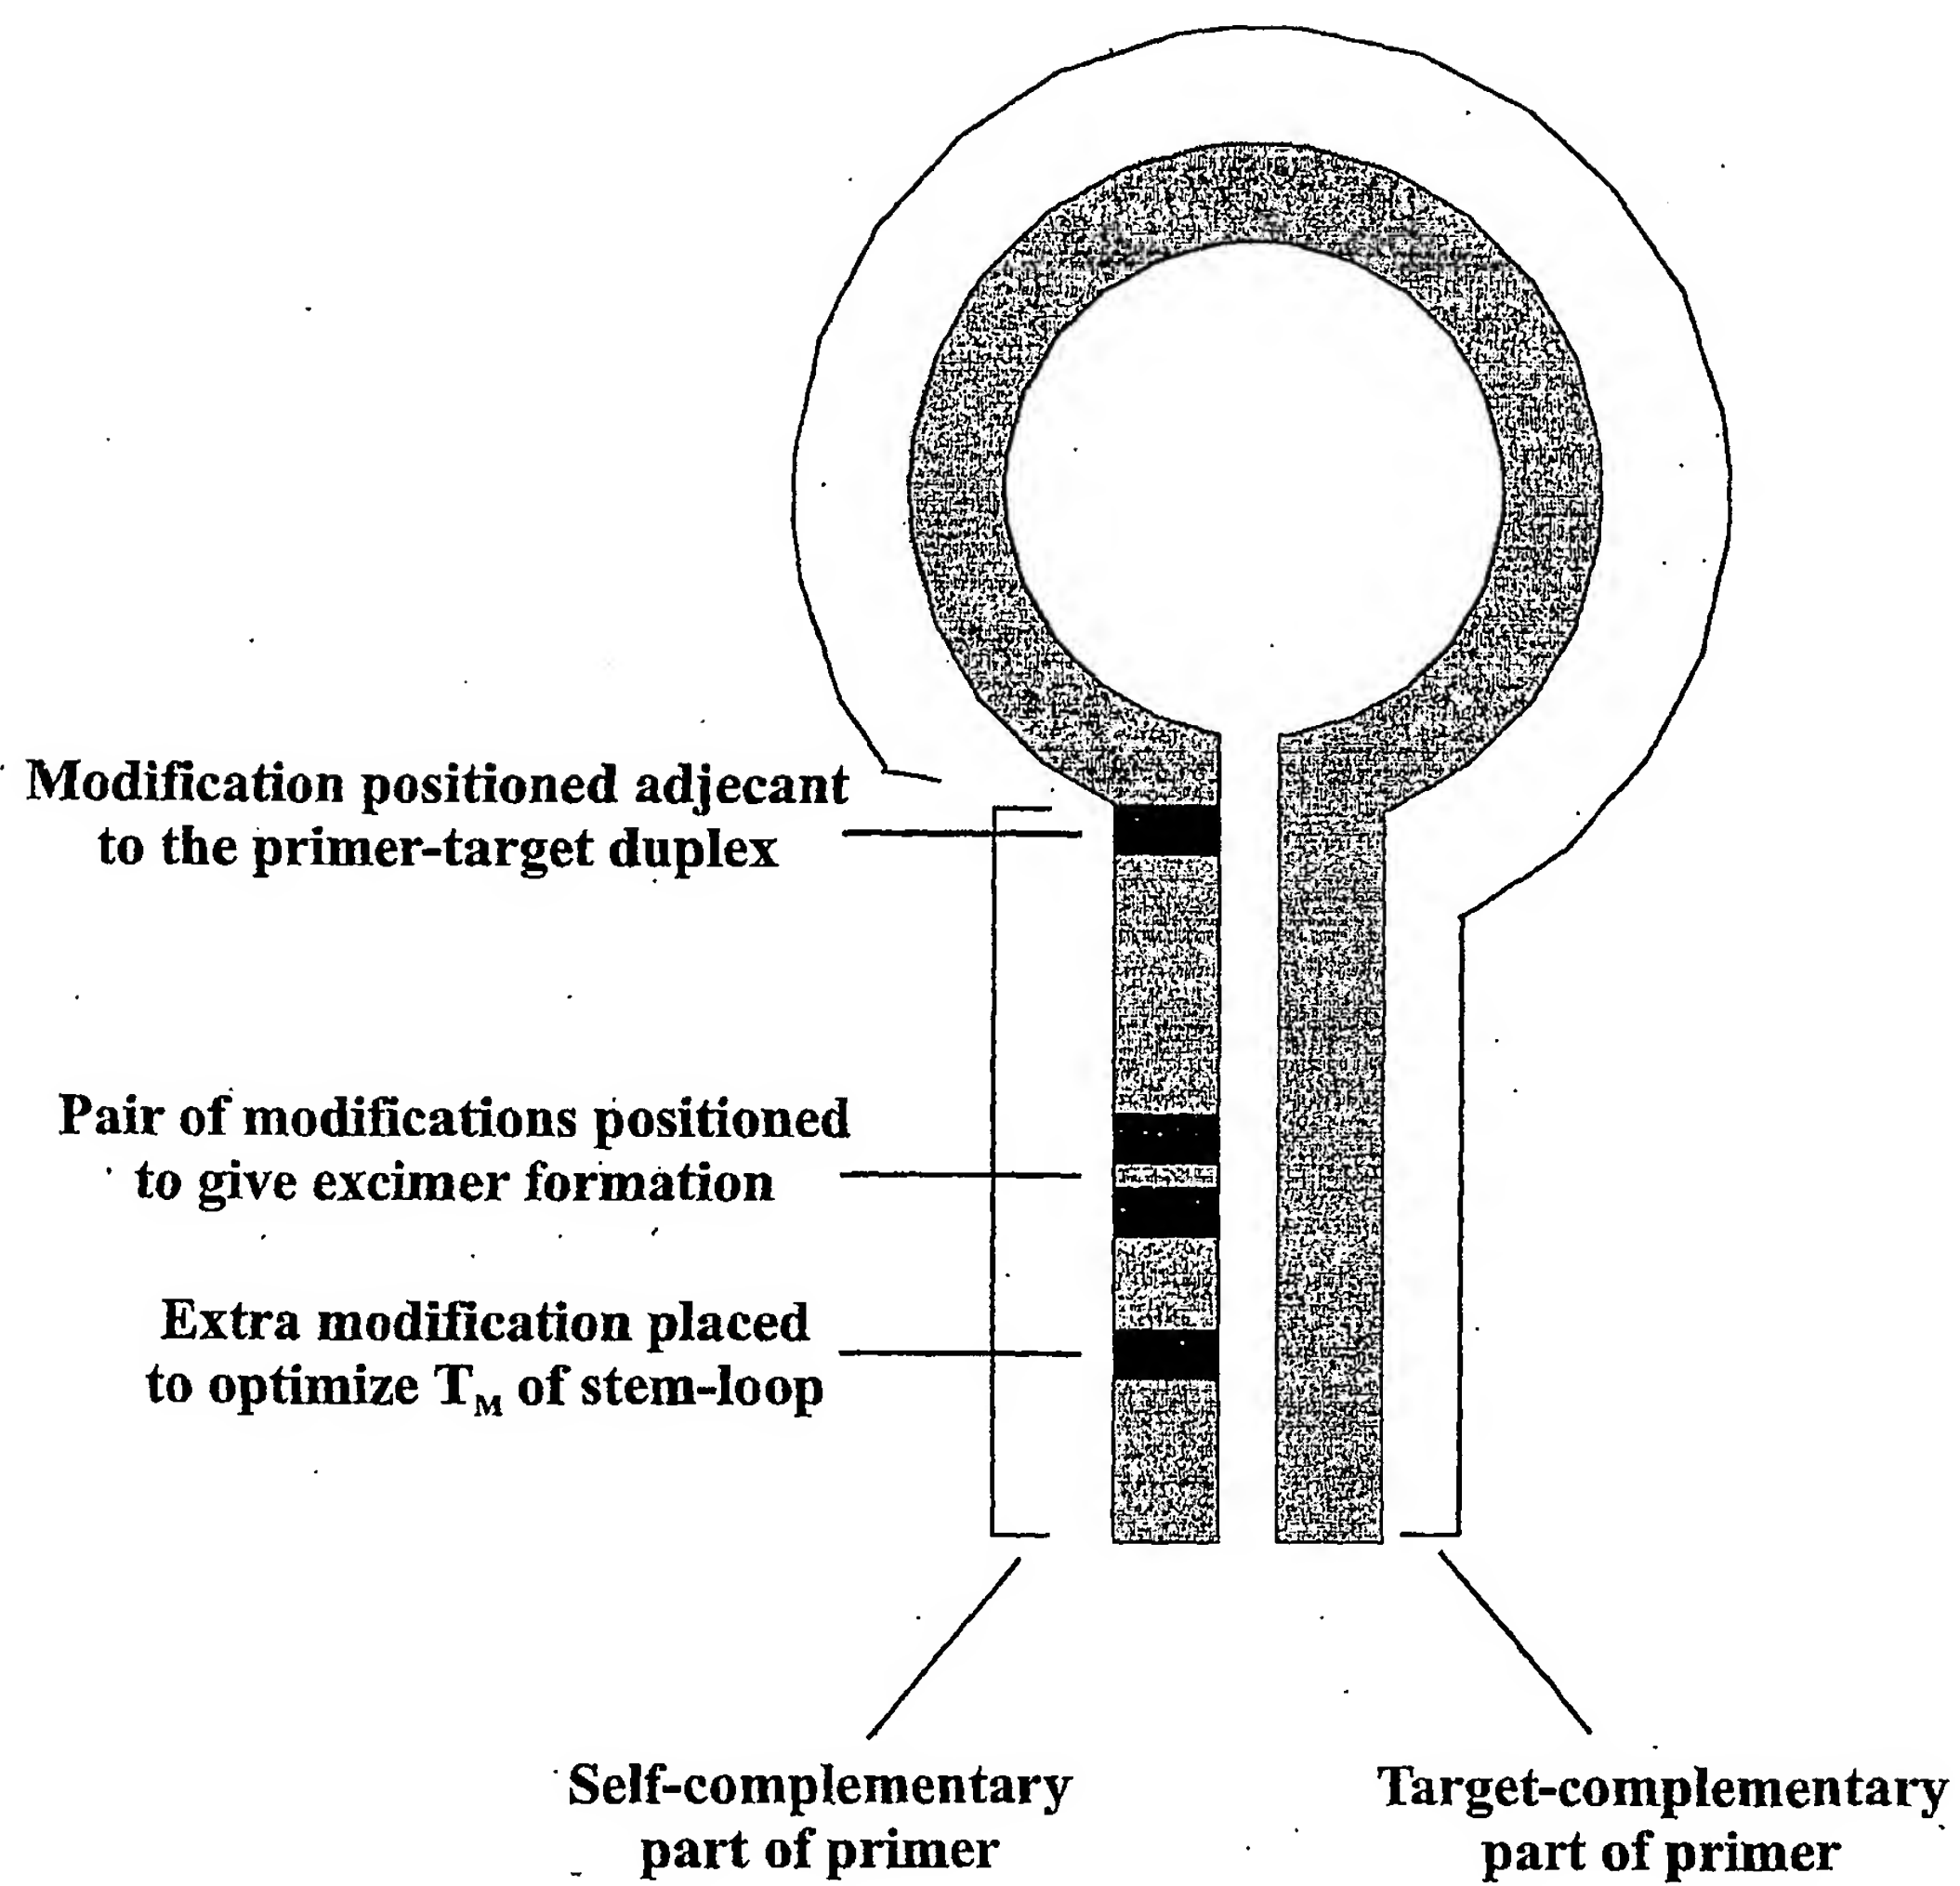 Modification positioned adjecant
to the primer-target duplex
Pair of modifications positioned
to give excimer formation
Extra modification placed
to optimize TM of stem-loop
Self-complementary
part of primer
Target-complementary
part of primer